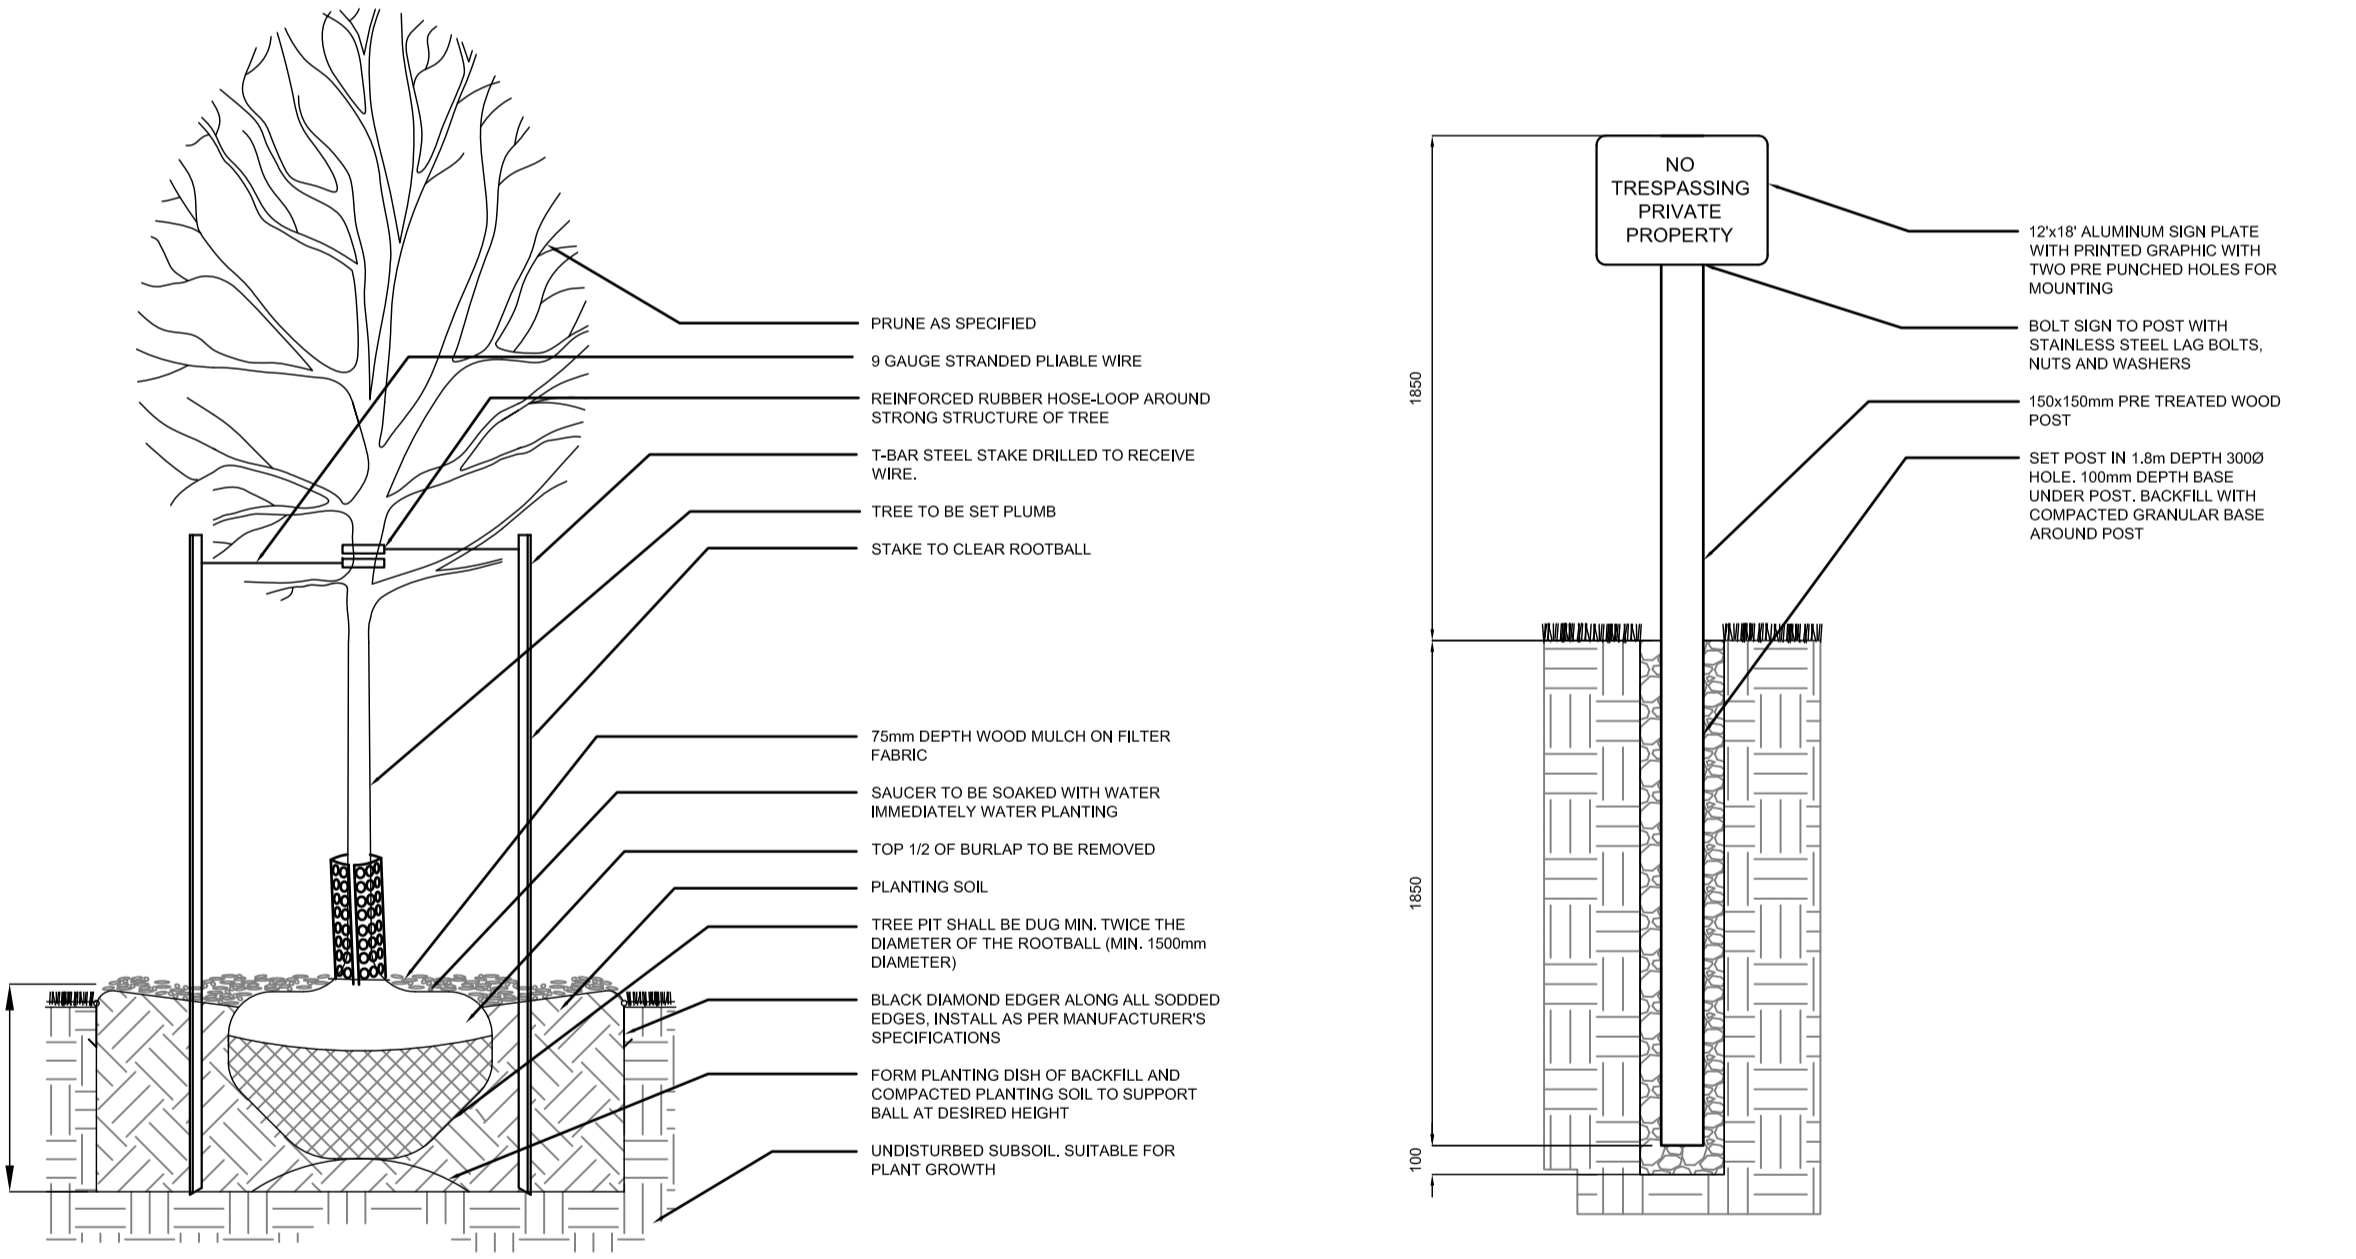 PRUNE AS SPECIFIED
9 GAUGE STRANDED PLIABLE WIRE
REINFORCED RUBBER HOSE-LOOP AROUND
STRONG STRUCTURE OF TREE
T-BAR STEEL STAKE DRILLED TO RECEIVE
WIRE.
TREE TO BE SET PLUMB
STAKE TO CLEAR ROOTBALL
75mm DEPTH WOOD MULCH ON FILTER
FABRIC
SAUCER TO BE SOAKED WITH WATER
IMMEDIATELY WATER PLANTING
TOP 1/2 OF BURLAP TO BE REMOVED
PLANTING SOIL
TREE PIT SHALL BE DUG MIN. TWICE THE
DIAMETER OF THE ROOTBALL (MIN. 1500mm
DIAMETER)
BLACK DIAMOND EDGER ALONG ALL SODDED
EDGES, INSTALL AS PER MANUFACTURER'S
SPECIFICATIONS
FORM PLANTING DISH OF BACKFILL AND
COMPACTED PLANTING SOIL TO SUPPORT
BALL AT DESIRED HEIGHT
UNDISTURBED SUBSOIL. SUITABLE FOR
PLANT GROWTH
NO
TRESPASSING
PRIVATE
PROPERTY
1850
1850
100
12'x18' ALUMINUM SIGN PLATE
WITH PRINTED GRAPHIC WITH
TWO PRE PUNCHED HOLES FOR
MOUNTING
BOLT SIGN TO POST WITH
STAINLESS STEEL LAG BOLTS,
NUTS AND WASHERS
150x150mm PRE TREATED WOOD
POST
SET POST IN 1.8m DEPTH 300Ø
HOLE. 100mm DEPTH BASE
UNDER POST. BACKFILL WITH
COMPACTED GRANULAR BASE
AROUND POST